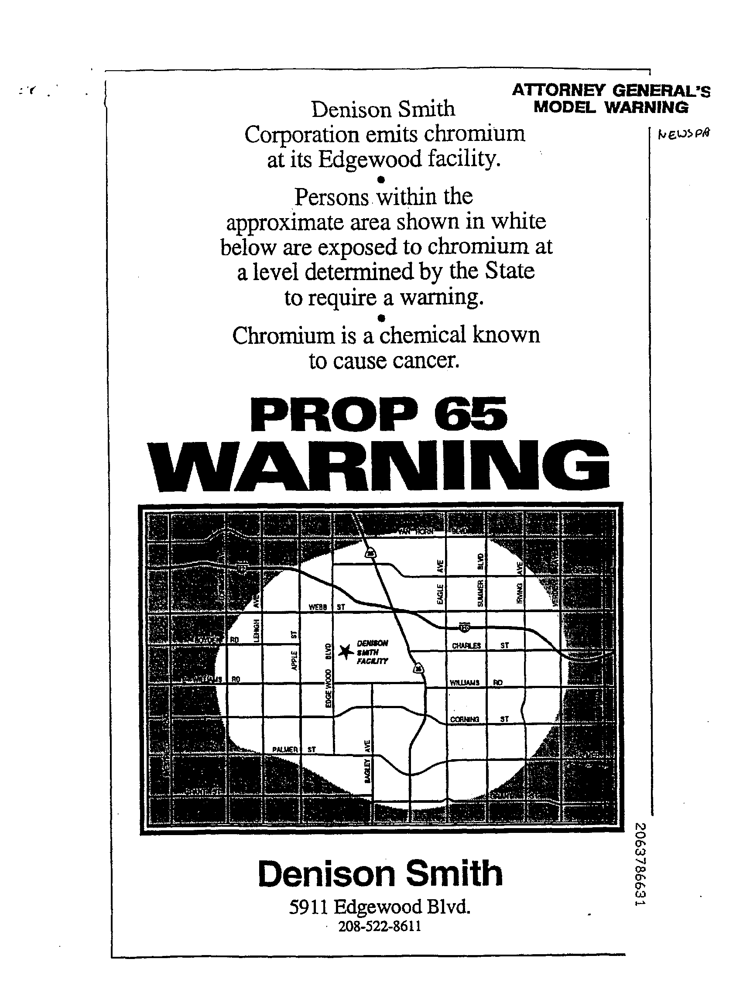 ATTORNEY GENERAL'S
MODEL WARNING
NEWSPA
Denison Smith
Corporation emits chromium
at its Edgewood facility.
•
Persons within the
approximate area shown in white
below are exposed to chromium at
a level determined by the State
to require a warning.
•
Chromium is a chemical known
to cause cancer.
PROP 65
WARNING
VAN HORN
EAGLE AVE
SUMMER BLVD
IRVING AVE
LEHIGH AV
WEBB ST
RD
APPLE ST
EDGEWOOD BLVD
DENISON
SMITH
FACILITY
CHARLES ST
RD
WILLIAMS RD
CORNING ST
PALMER ST
BAGLEY AVE
Denison Smith
5911 Edgewood Blvd.
208-522-8611
2063786631